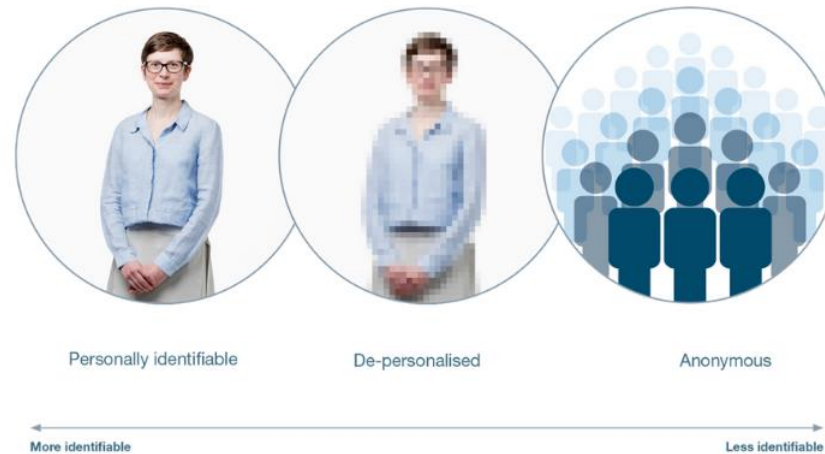 Personally identifiable
De-personalised
Anonymous
More identifiable
Less identifiable